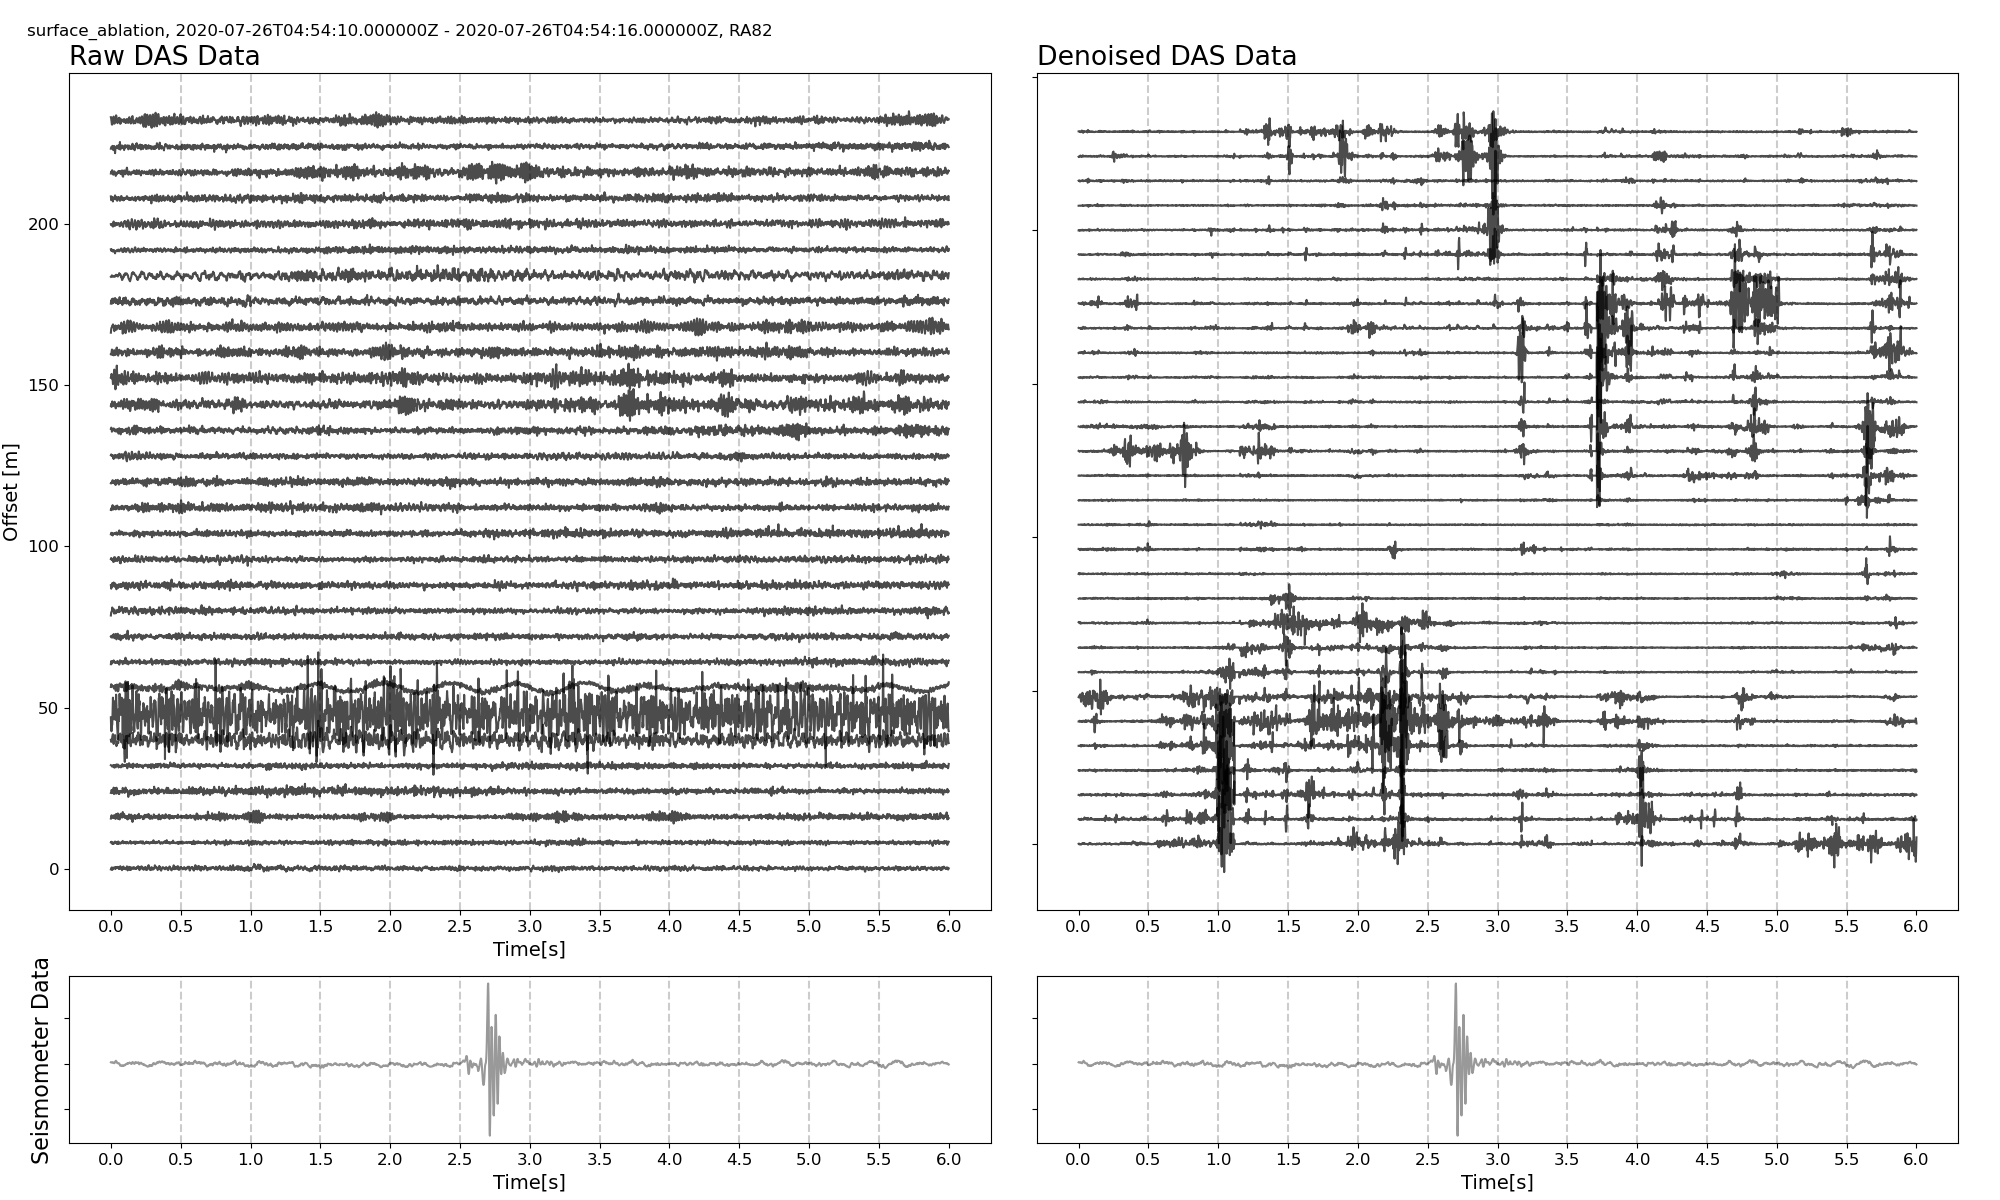 surface_ablation, 2020-07-26T04:54:10.000000Z - 2020-07-26T04:54:16.000000Z, RA82
Raw DAS Data
Denoised DAS Data
Offset [m]
200
150
100
50
0
0.0 0.5 1.0 1.5 2.0 2.5 3.0 3.5 4.0 4.5 5.0 5.5 6.0
Time[s]
0.0 0.5 1.0 1.5 2.0 2.5 3.0 3.5 4.0 4.5 5.0 5.5 6.0
Seismometer Data
0.0 0.5 1.0 1.5 2.0 2.5 3.0 3.5 4.0 4.5 5.0 5.5 6.0
Time[s]
0.0 0.5 1.0 1.5 2.0 2.5 3.0 3.5 4.0 4.5 5.0 5.5 6.0
Time[s]